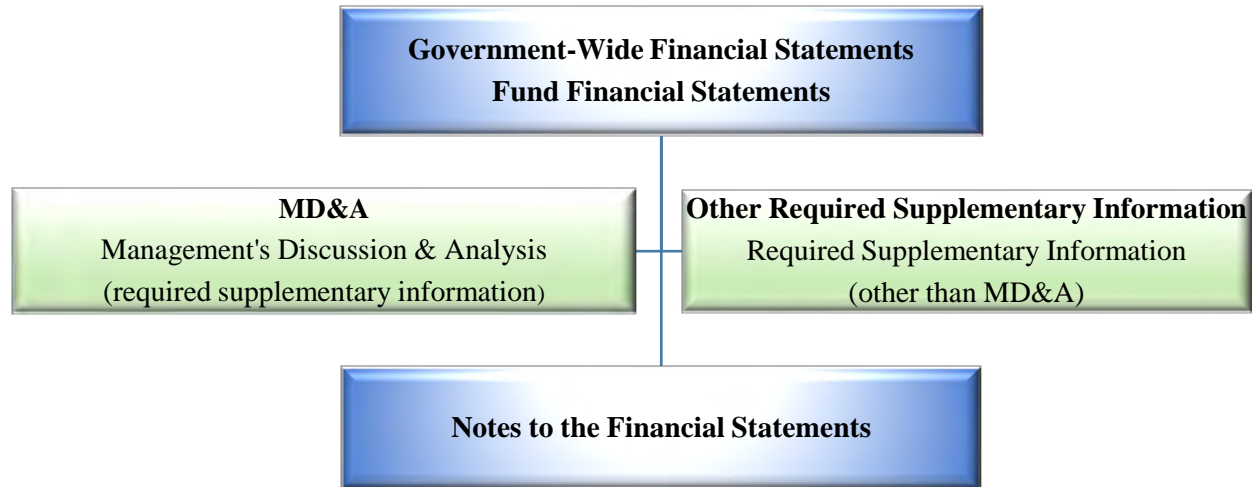 Government-Wide Financial Statements
Fund Financial Statements
MD&A
Management's Discussion & Analysis
(required supplementary information)
Other Required Supplementary Information
Required Supplementary Information
(other than MD&A)
Notes to the Financial Statements